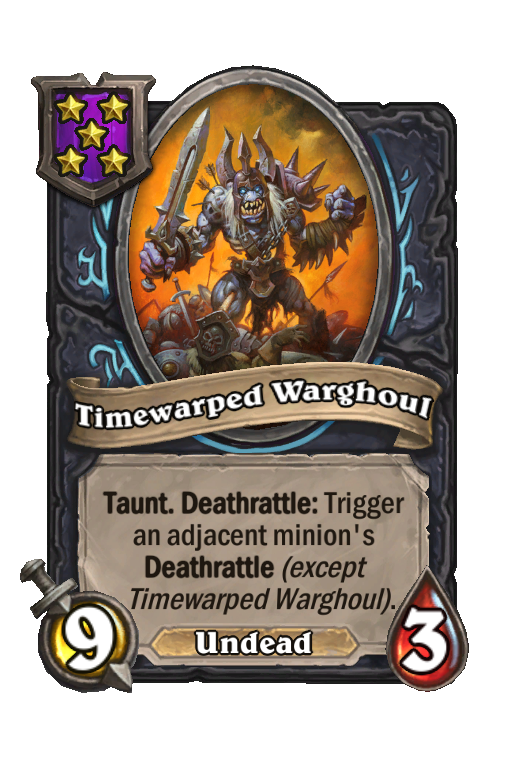 Timewarped Warghoul
Taunt. Deathrattle: Trigger
an adjacent minion's
Deathrattle (except
Timewarped Warghoul).
9
Undead
3